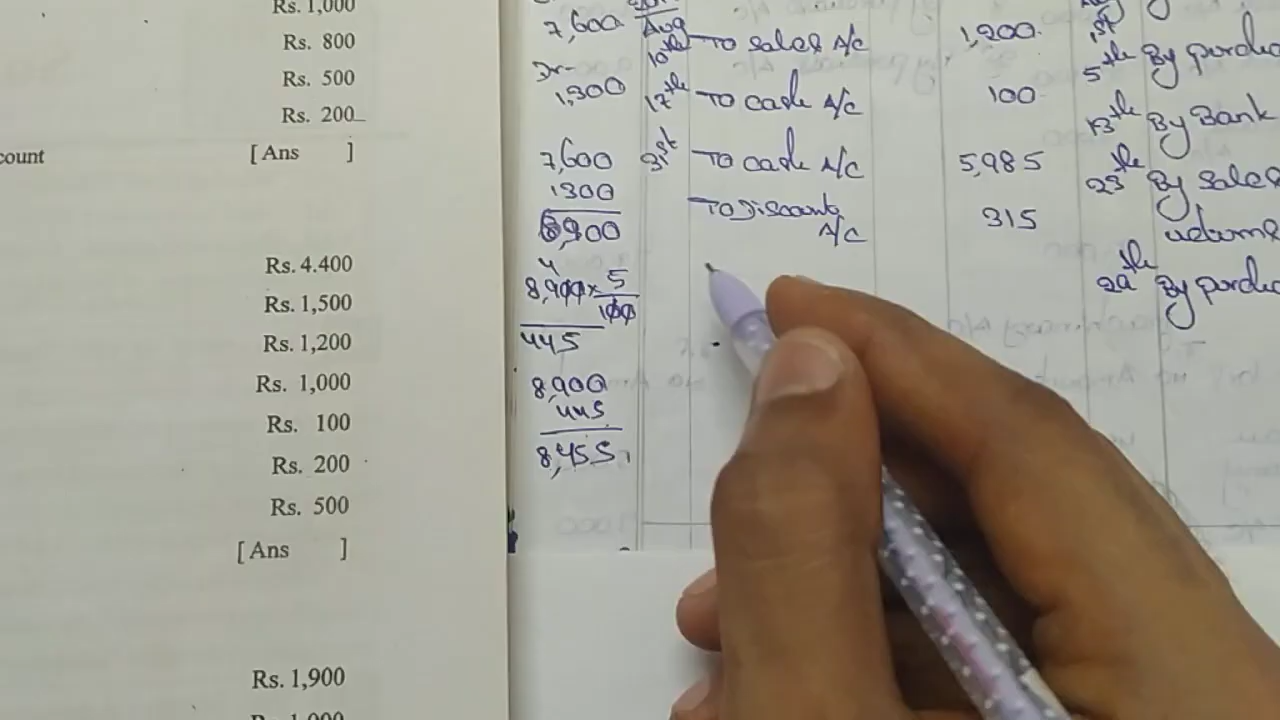 Rs. 1,000
Rs. 800
Rs. 500
Rs. 200
count [ Ans ]
Rs. 4.400
Rs. 1,500
Rs. 1,200
Rs. 1,000
Rs. 100
Rs. 200
Rs. 500
[ Ans ]
Rs. 1,900
7,600
Dr-
1,300
7,600
1300
8,900
8,900 x 5
100
445
8,900
445
8,455
Aug
10th To Sales A/c 1,200
17th To cash A/c 100
31st To cash A/c 5,985
To Discount A/c 315
1st
5th By purcha
13th By Bank
23rd By Sales
returns
29th By purcha